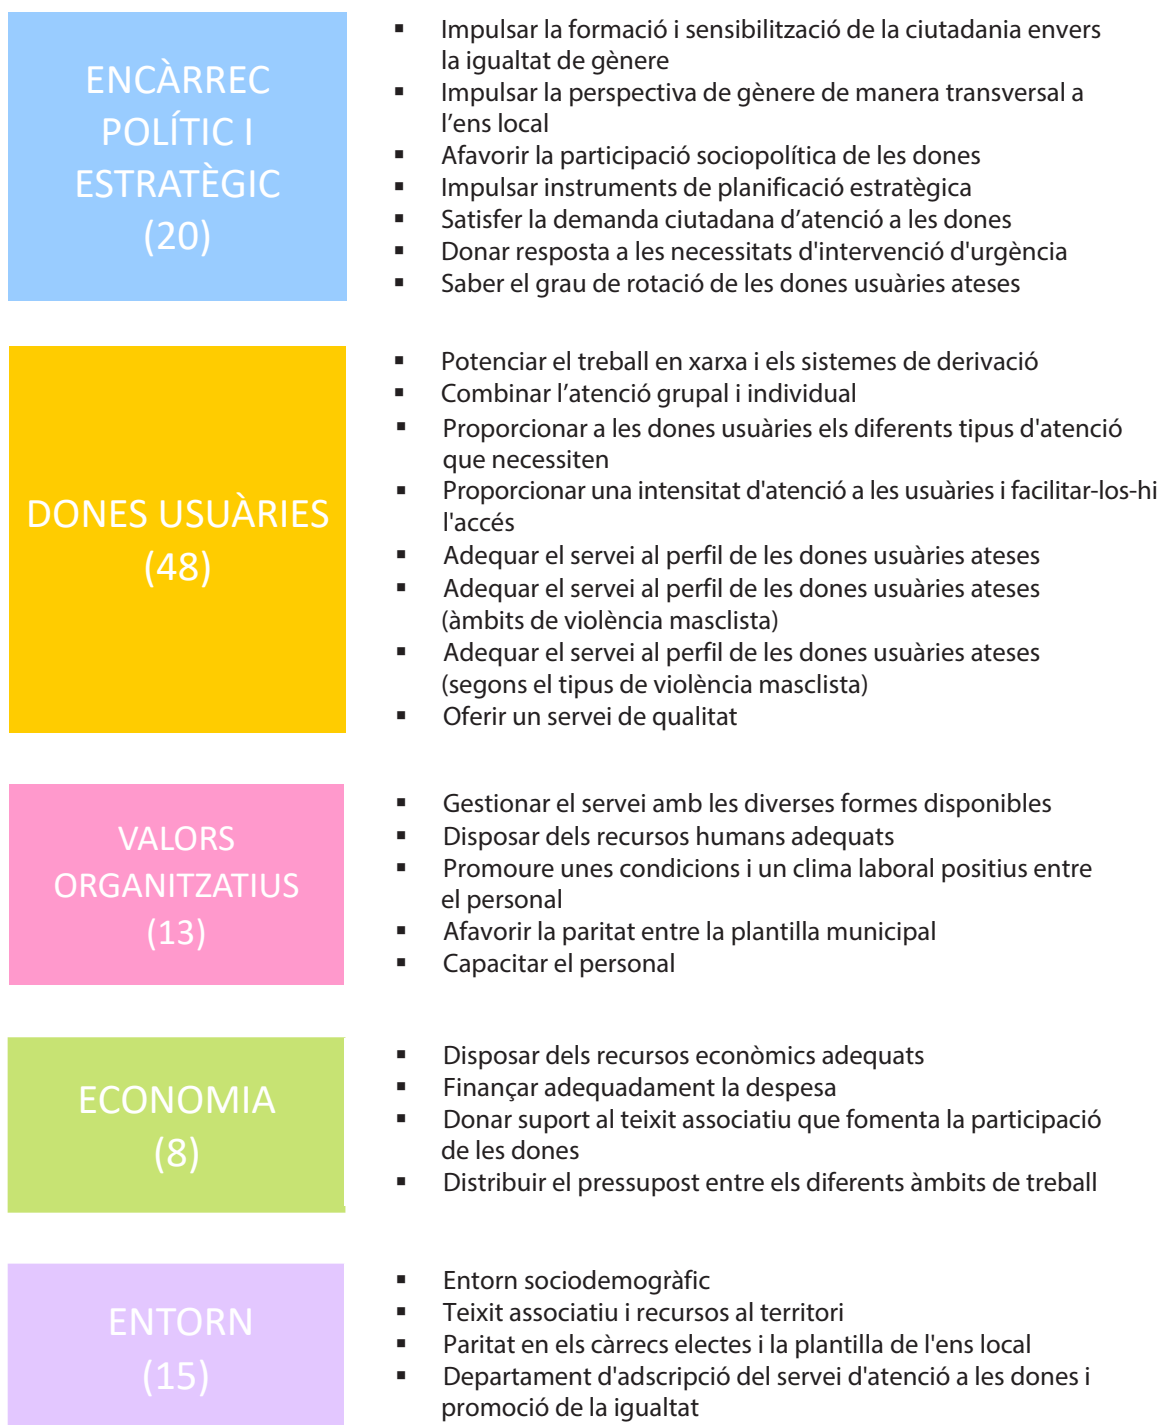 ENCÀRREC
POLÍTIC I
ESTRATÈGIC
(20)
▪ Impulsar la formació i sensibilització de la ciutadania envers
la igualtat de gènere
▪ Impulsar la perspectiva de gènere de manera transversal a
l’ens local
▪ Afavorir la participació sociopolítica de les dones
▪ Impulsar instruments de planificació estratègica
▪ Satisfer la demanda ciutadana d’atenció a les dones
▪ Donar resposta a les necessitats d'intervenció d'urgència
▪ Saber el grau de rotació de les dones usuàries ateses
DONES USUÀRIES
(48)
▪ Potenciar el treball en xarxa i els sistemes de derivació
▪ Combinar l’atenció grupal i individual
▪ Proporcionar a les dones usuàries els diferents tipus d'atenció
que necessiten
▪ Proporcionar una intensitat d'atenció a les usuàries i facilitar-los-hi
l'accés
▪ Adequar el servei al perfil de les dones usuàries ateses
▪ Adequar el servei al perfil de les dones usuàries ateses
(àmbits de violència masclista)
▪ Adequar el servei al perfil de les dones usuàries ateses
(segons el tipus de violència masclista)
▪ Oferir un servei de qualitat
VALORS
ORGANITZATIUS
(13)
▪ Gestionar el servei amb les diverses formes disponibles
▪ Disposar dels recursos humans adequats
▪ Promoure unes condicions i un clima laboral positius entre
el personal
▪ Afavorir la paritat entre la plantilla municipal
▪ Capacitar el personal
ECONOMIA
(8)
▪ Disposar dels recursos econòmics adequats
▪ Finançar adequadament la despesa
▪ Donar suport al teixit associatiu que fomenta la participació
de les dones
▪ Distribuir el pressupost entre els diferents àmbits de treball
ENTORN
(15)
▪ Entorn sociodemogràfic
▪ Teixit associatiu i recursos al territori
▪ Paritat en els càrrecs electes i la plantilla de l'ens local
▪ Departament d'adscripció del servei d'atenció a les dones i
promoció de la igualtat